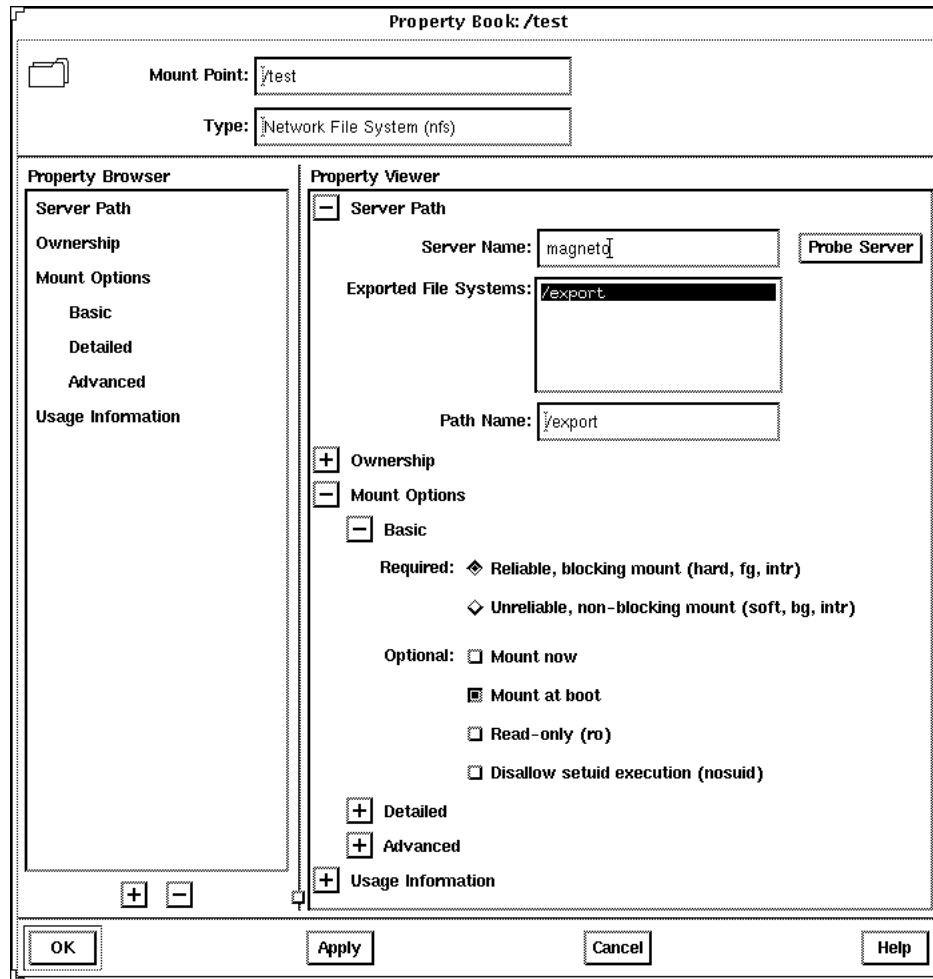 Property Book: /test
Mount Point: /test
Type: Network File System (nfs)
Property Browser
Server Path
Ownership
Mount Options
Basic
Detailed
Advanced
Usage Information
+ −
Property Viewer
− Server Path
Server Name: magneto Probe Server
Exported File Systems: /export
Path Name: /export
+ Ownership
− Mount Options
− Basic
Required: Reliable, blocking mount (hard, fg, intr)
Unreliable, non-blocking mount (soft, bg, intr)
Optional: Mount now
Mount at boot
Read-only (ro)
Disallow setuid execution (nosuid)
+ Detailed
+ Advanced
+ Usage Information
OK Apply Cancel Help